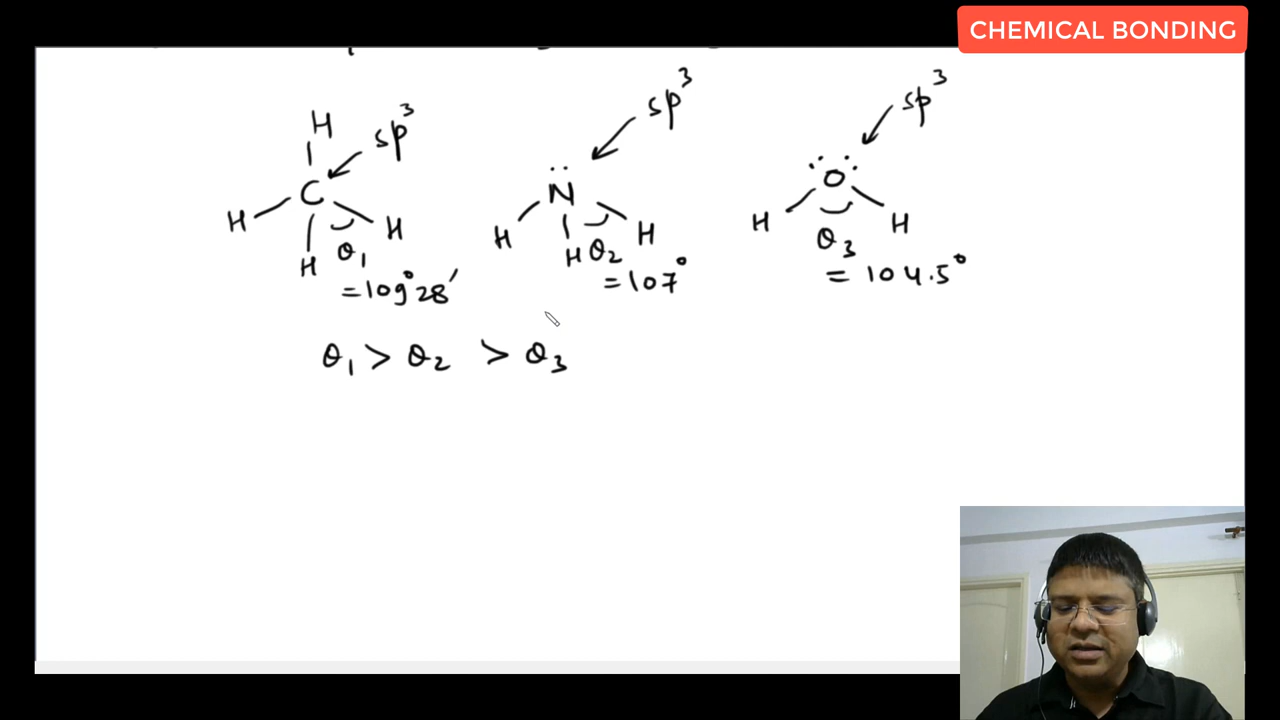 CHEMICAL BONDING
H sp³ C H H H θ₁ = 109°28′
sp³ N H H H θ₂ = 107°
sp³ O H H θ₃ = 104.5°
θ₁ > θ₂ > θ₃